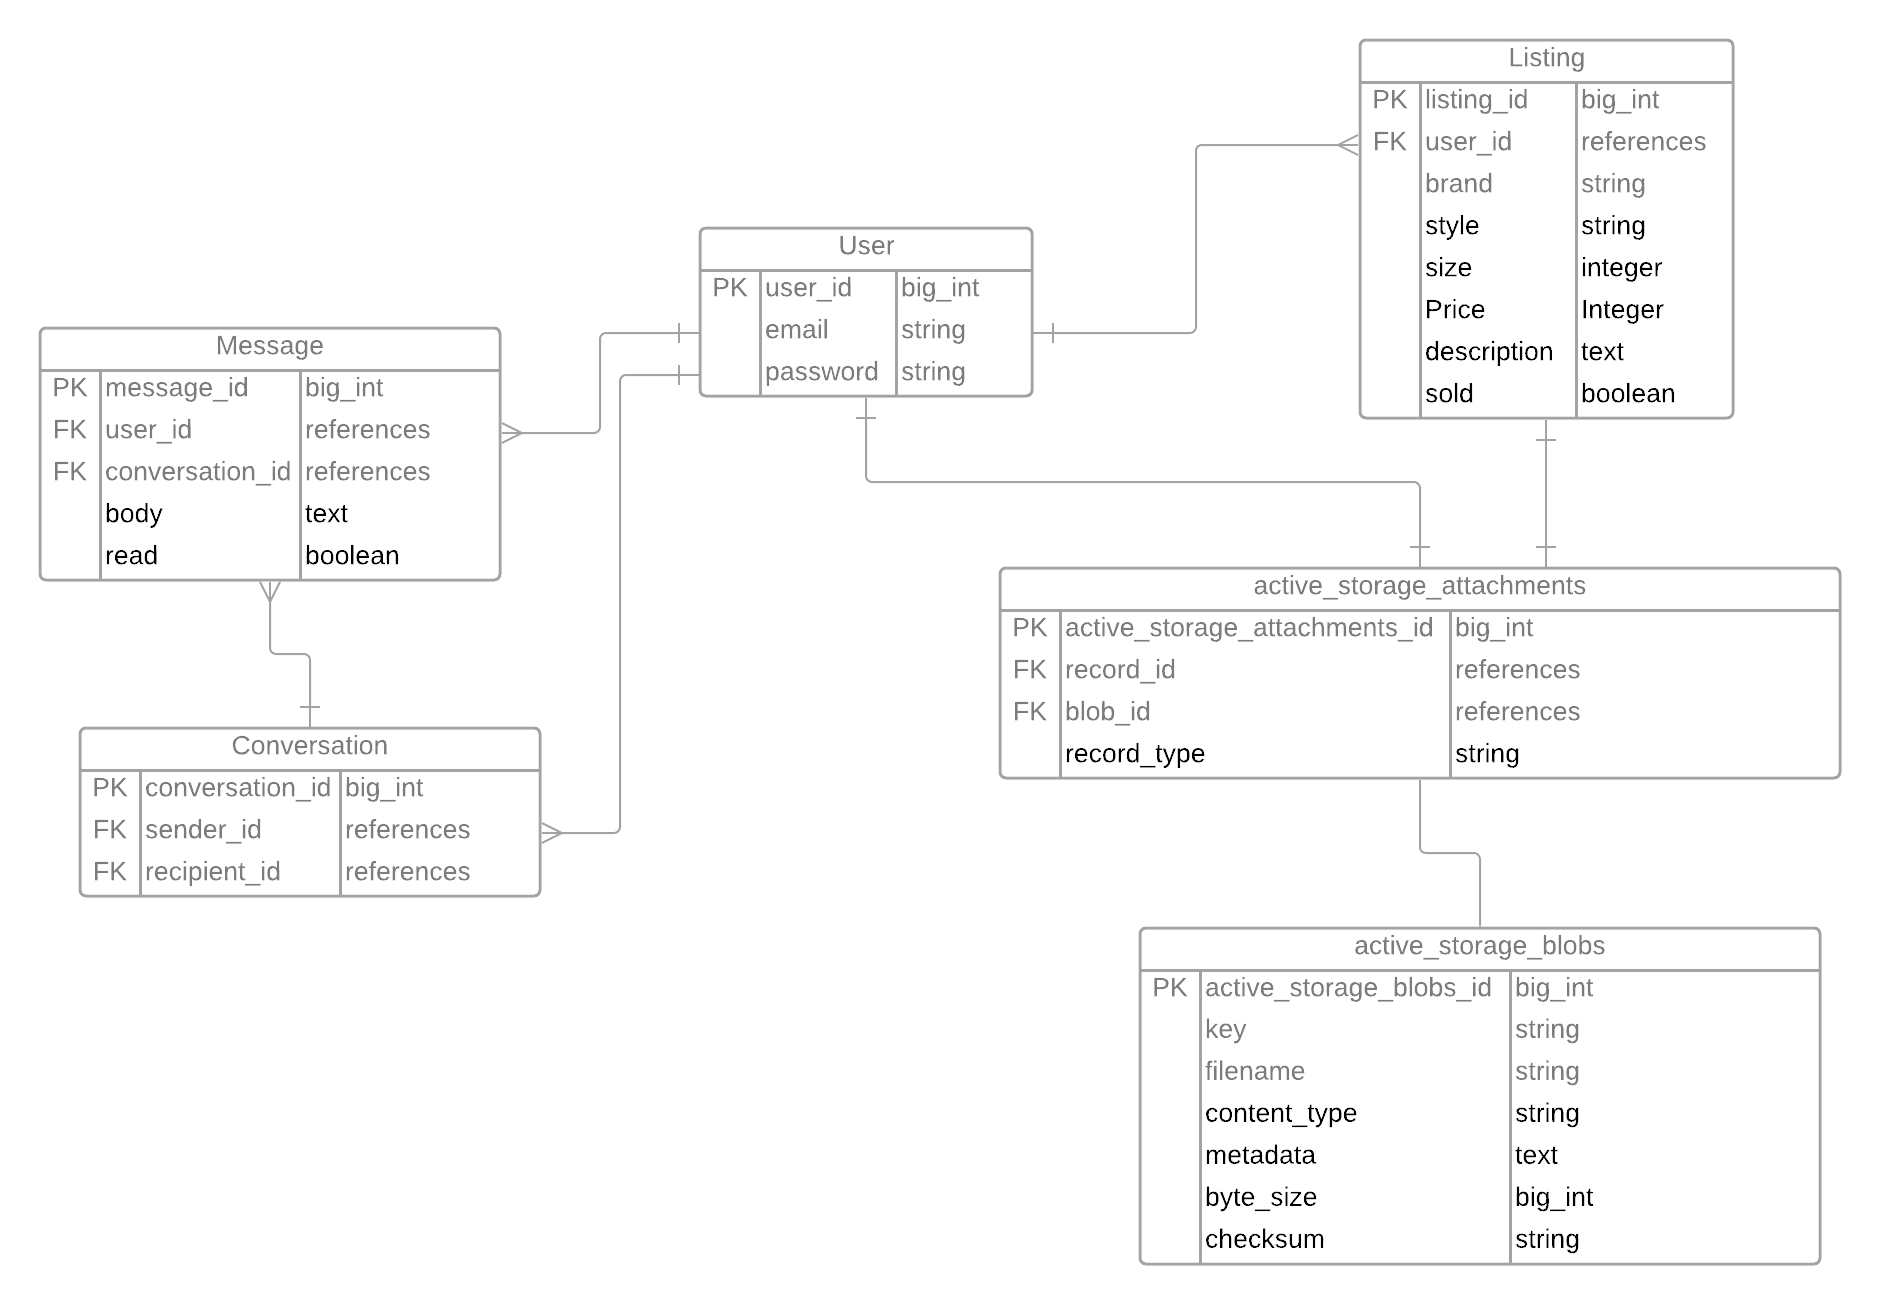 Listing
PK listing_id big_int
FK user_id references
brand string
style string
size integer
Price Integer
description text
sold boolean
User
PK user_id big_int
email string
password string
Message
PK message_id big_int
FK user_id references
FK conversation_id references
body text
read boolean
active_storage_attachments
PK active_storage_attachments_id big_int
FK record_id references
FK blob_id references
record_type string
Conversation
PK conversation_id big_int
FK sender_id references
FK recipient_id references
active_storage_blobs
PK active_storage_blobs_id big_int
key string
filename string
content_type string
metadata text
byte_size big_int
checksum string